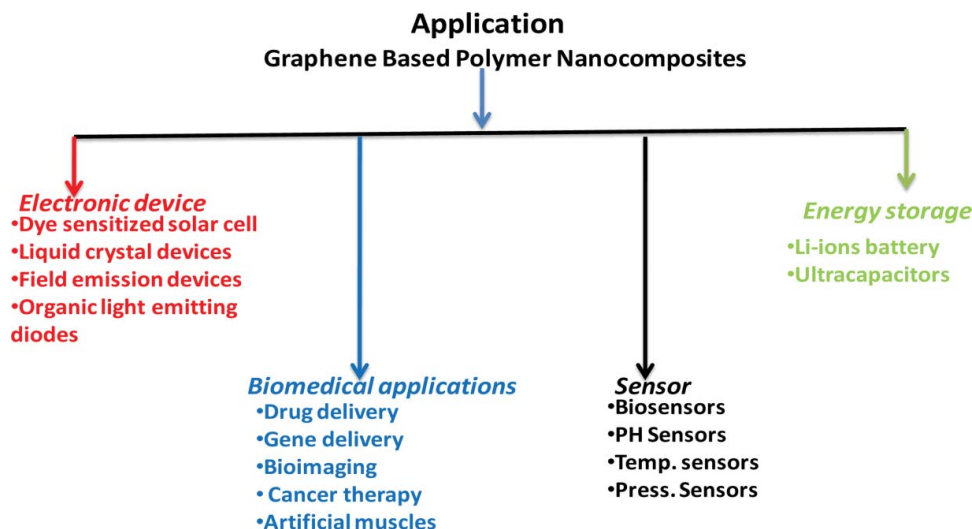 Application
Graphene Based Polymer Nanocomposites
Electronic device
•Dye sensitized solar cell
•Liquid crystal devices
•Field emission devices
•Organic light emitting
diodes
Biomedical applications
•Drug delivery
•Gene delivery
•Bioimaging
• Cancer therapy
•Artificial muscles
Sensor
•Biosensors
•PH Sensors
•Temp. sensors
•Press. Sensors
Energy storage
•Li-ions battery
•Ultracapacitors